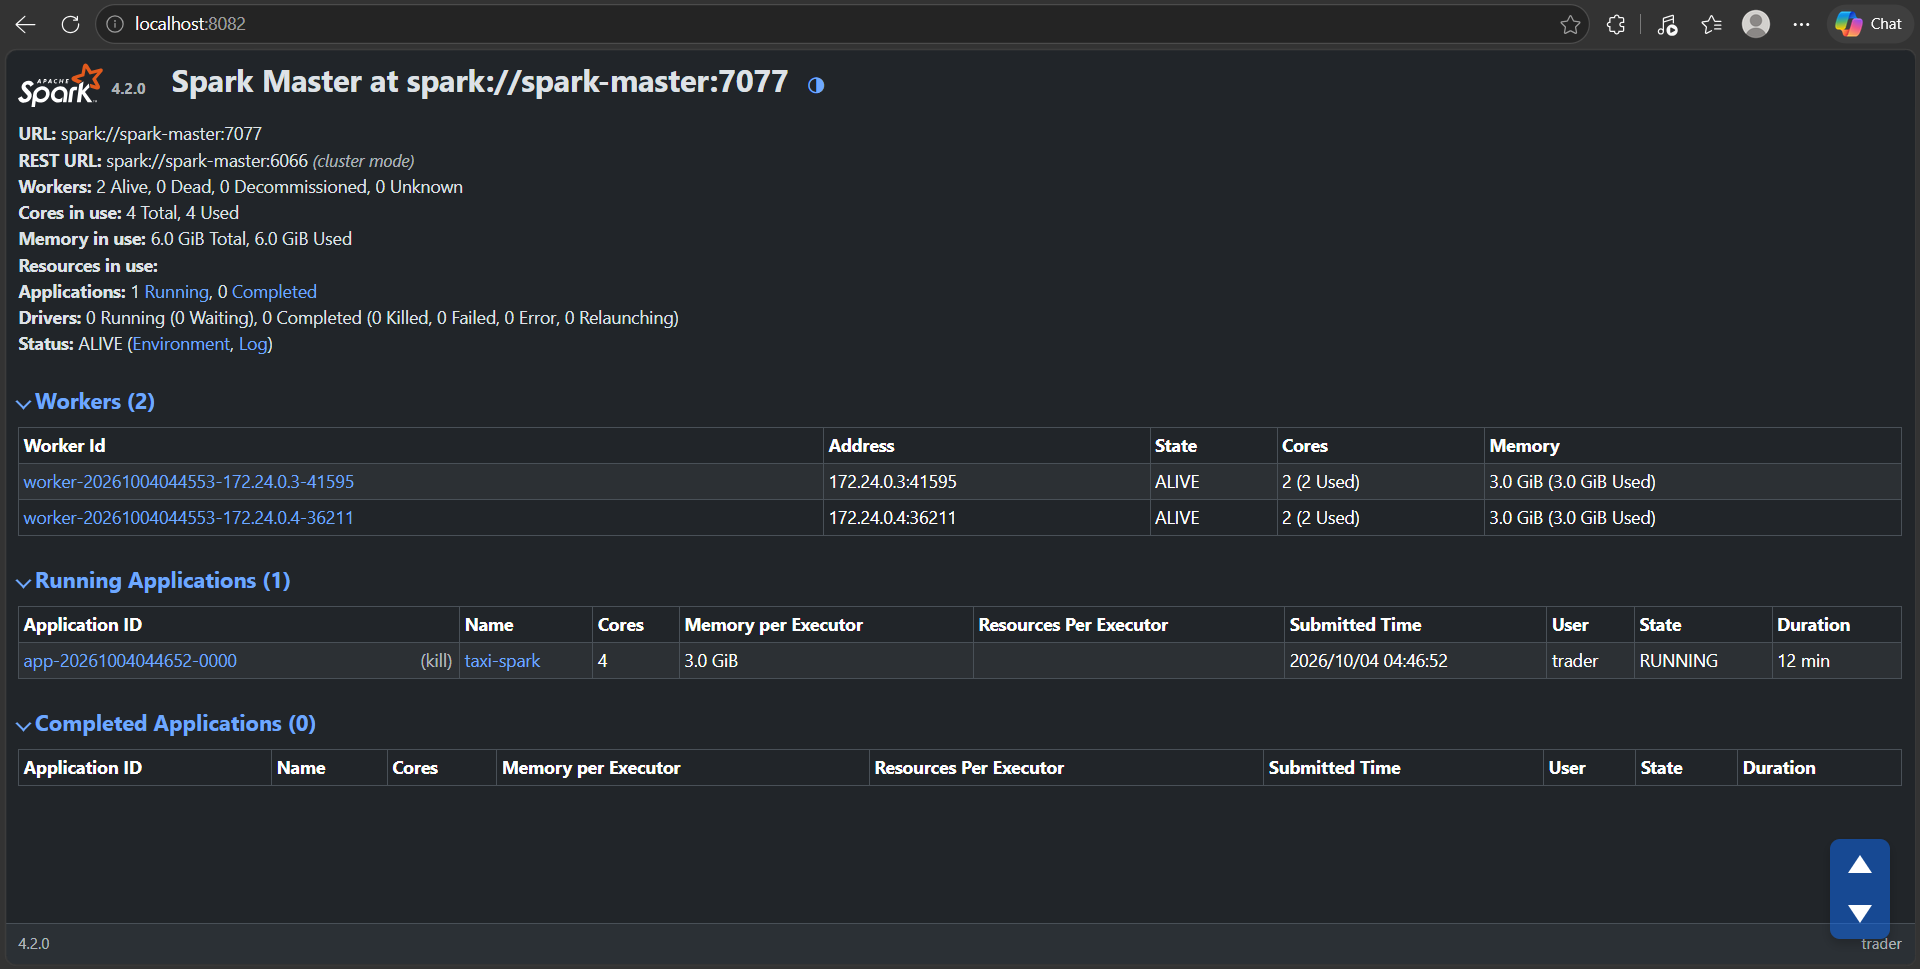 localhost:8082
Chat
APACHE Spark™ 4.2.0 Spark Master at spark://spark-master:7077
URL: spark://spark-master:7077
REST URL: spark://spark-master:6066 (cluster mode)
Workers: 2 Alive, 0 Dead, 0 Decommissioned, 0 Unknown
Cores in use: 4 Total, 4 Used
Memory in use: 6.0 GiB Total, 6.0 GiB Used
Resources in use:
Applications: 1 Running, 0 Completed
Drivers: 0 Running (0 Waiting), 0 Completed (0 Killed, 0 Failed, 0 Error, 0 Relaunching)
Status: ALIVE (Environment, Log)
Workers (2)
Worker Id Address State Cores Memory
worker-20261004044553-172.24.0.3-41595 172.24.0.3:41595 ALIVE 2 (2 Used) 3.0 GiB (3.0 GiB Used)
worker-20261004044553-172.24.0.4-36211 172.24.0.4:36211 ALIVE 2 (2 Used) 3.0 GiB (3.0 GiB Used)
Running Applications (1)
Application ID Name Cores Memory per Executor Resources Per Executor Submitted Time User State Duration
app-20261004044652-0000 (kill) taxi-spark 4 3.0 GiB 2026/10/04 04:46:52 trader RUNNING 12 min
Completed Applications (0)
Application ID Name Cores Memory per Executor Resources Per Executor Submitted Time User State Duration
4.2.0 trader